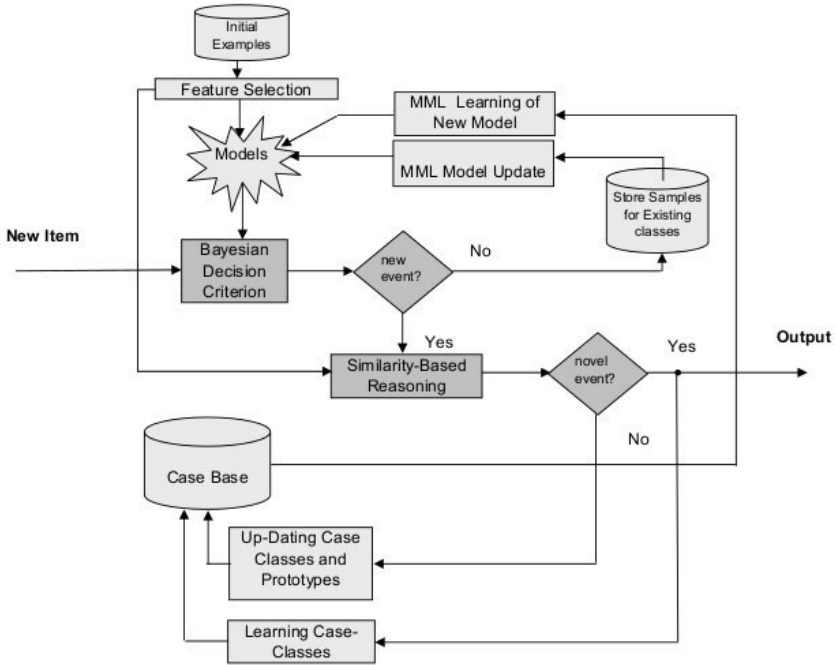 Initial
Examples
Feature Selection
MML Learning of
New Model
Models
MML Model Update
Store Samples
for Existing
classes
New Item
Bayesian
Decision
Criterion
new
event?
No
Yes
Similarity-Based
Reasoning
novel
event?
Yes
Output
No
Case Base
Up-Dating Case
Classes and
Prototypes
Learning Case-
Classes